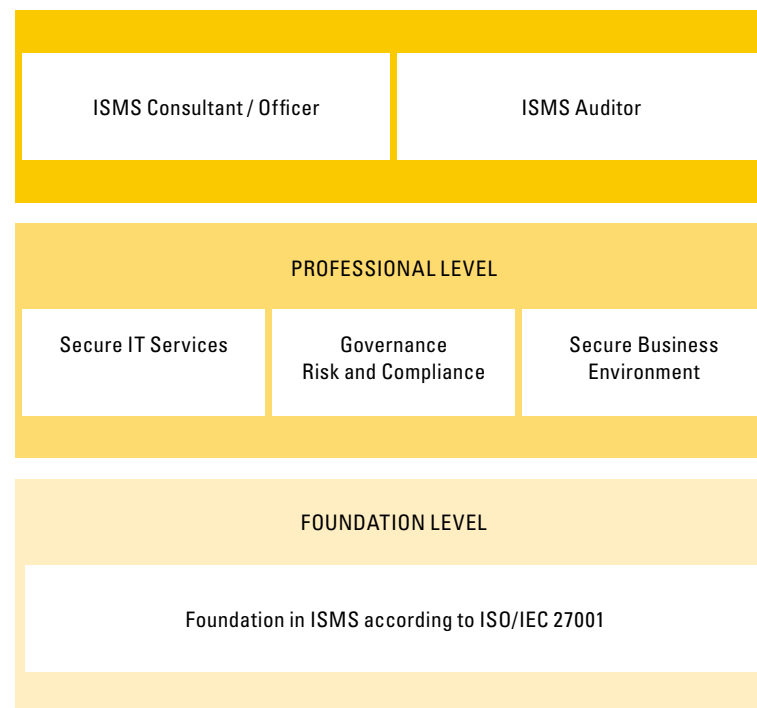 ISMS Consultant / Officer
ISMS Auditor
PROFESSIONAL LEVEL
Secure IT Services
Governance
Risk and Compliance
Secure Business
Environment
FOUNDATION LEVEL
Foundation in ISMS according to ISO/IEC 27001